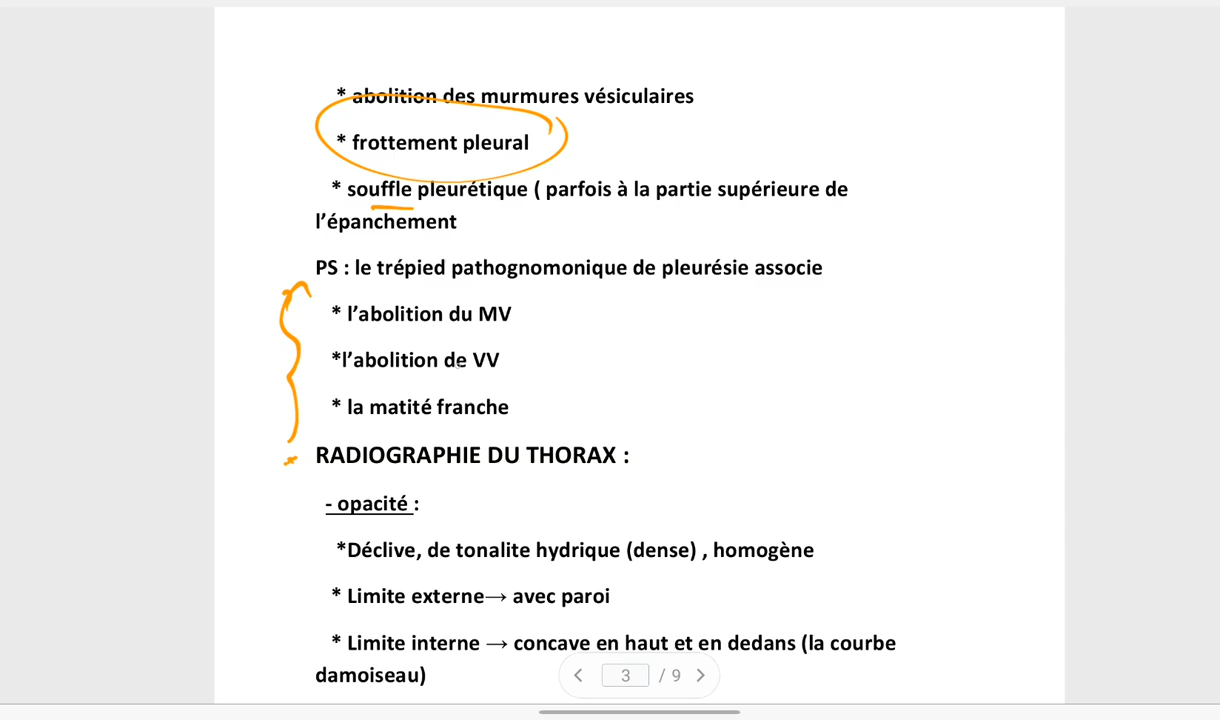 * abolition des murmures vésiculaires
* frottement pleural
* souffle pleurétique ( parfois à la partie supérieure de
l’épanchement
PS : le trépied pathognomonique de pleurésie associe
* l’abolition du MV
*l’abolition de VV
* la matité franche
RADIOGRAPHIE DU THORAX :
- opacité :
*Déclive, de tonalite hydrique (dense) , homogène
* Limite externe→ avec paroi
* Limite interne → concave en haut et en dedans (la courbe
damoiseau)
3 / 9